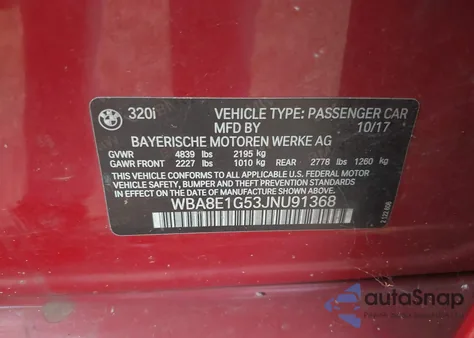 320i VEHICLE TYPE: PASSENGER CAR
MFD BY 10/17
BAYERISCHE MOTOREN WERKE AG
GVWR 4839 lbs 2195 kg
GAWR FRONT 2227 lbs 1010 kg REAR 2778 lbs 1260 kg
THIS VEHICLE CONFORMS TO ALL APPLICABLE U.S. FEDERAL MOTOR
VEHICLE SAFETY, BUMPER, AND THEFT PREVENTION STANDARDS
IN EFFECT ON THE DATE OF MANUFACTURE SHOWN ABOVE.
WBA8E1G53JNU91368
autoSnap